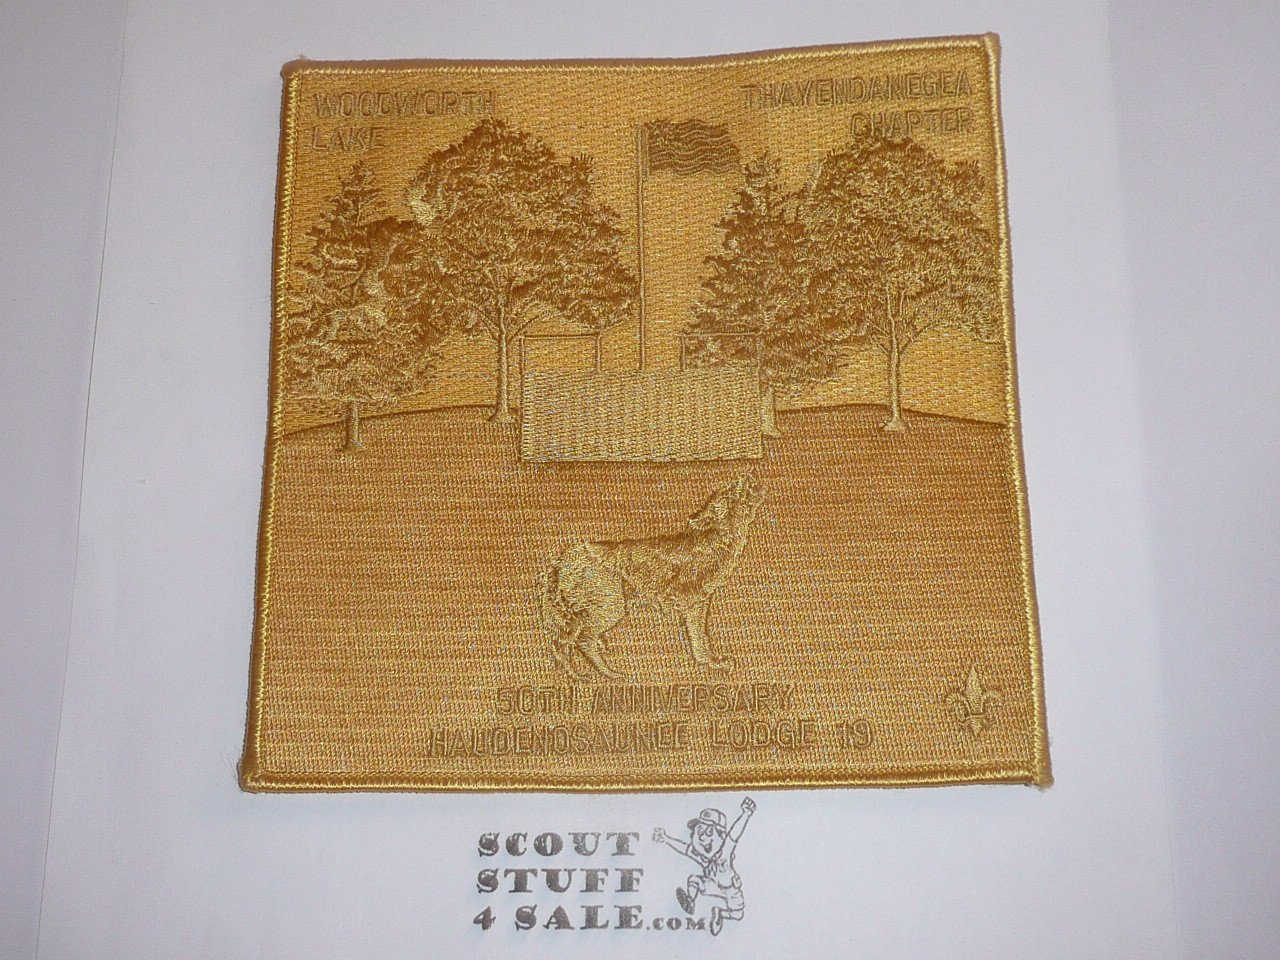 WOODWORTH
LAKE
THAYENDANEGEA
CHAPTER
50TH ANNIVERSARY
HAUDENOSAUNEE LODGE 19
SCOUT
STUFF
4 SALE.COM